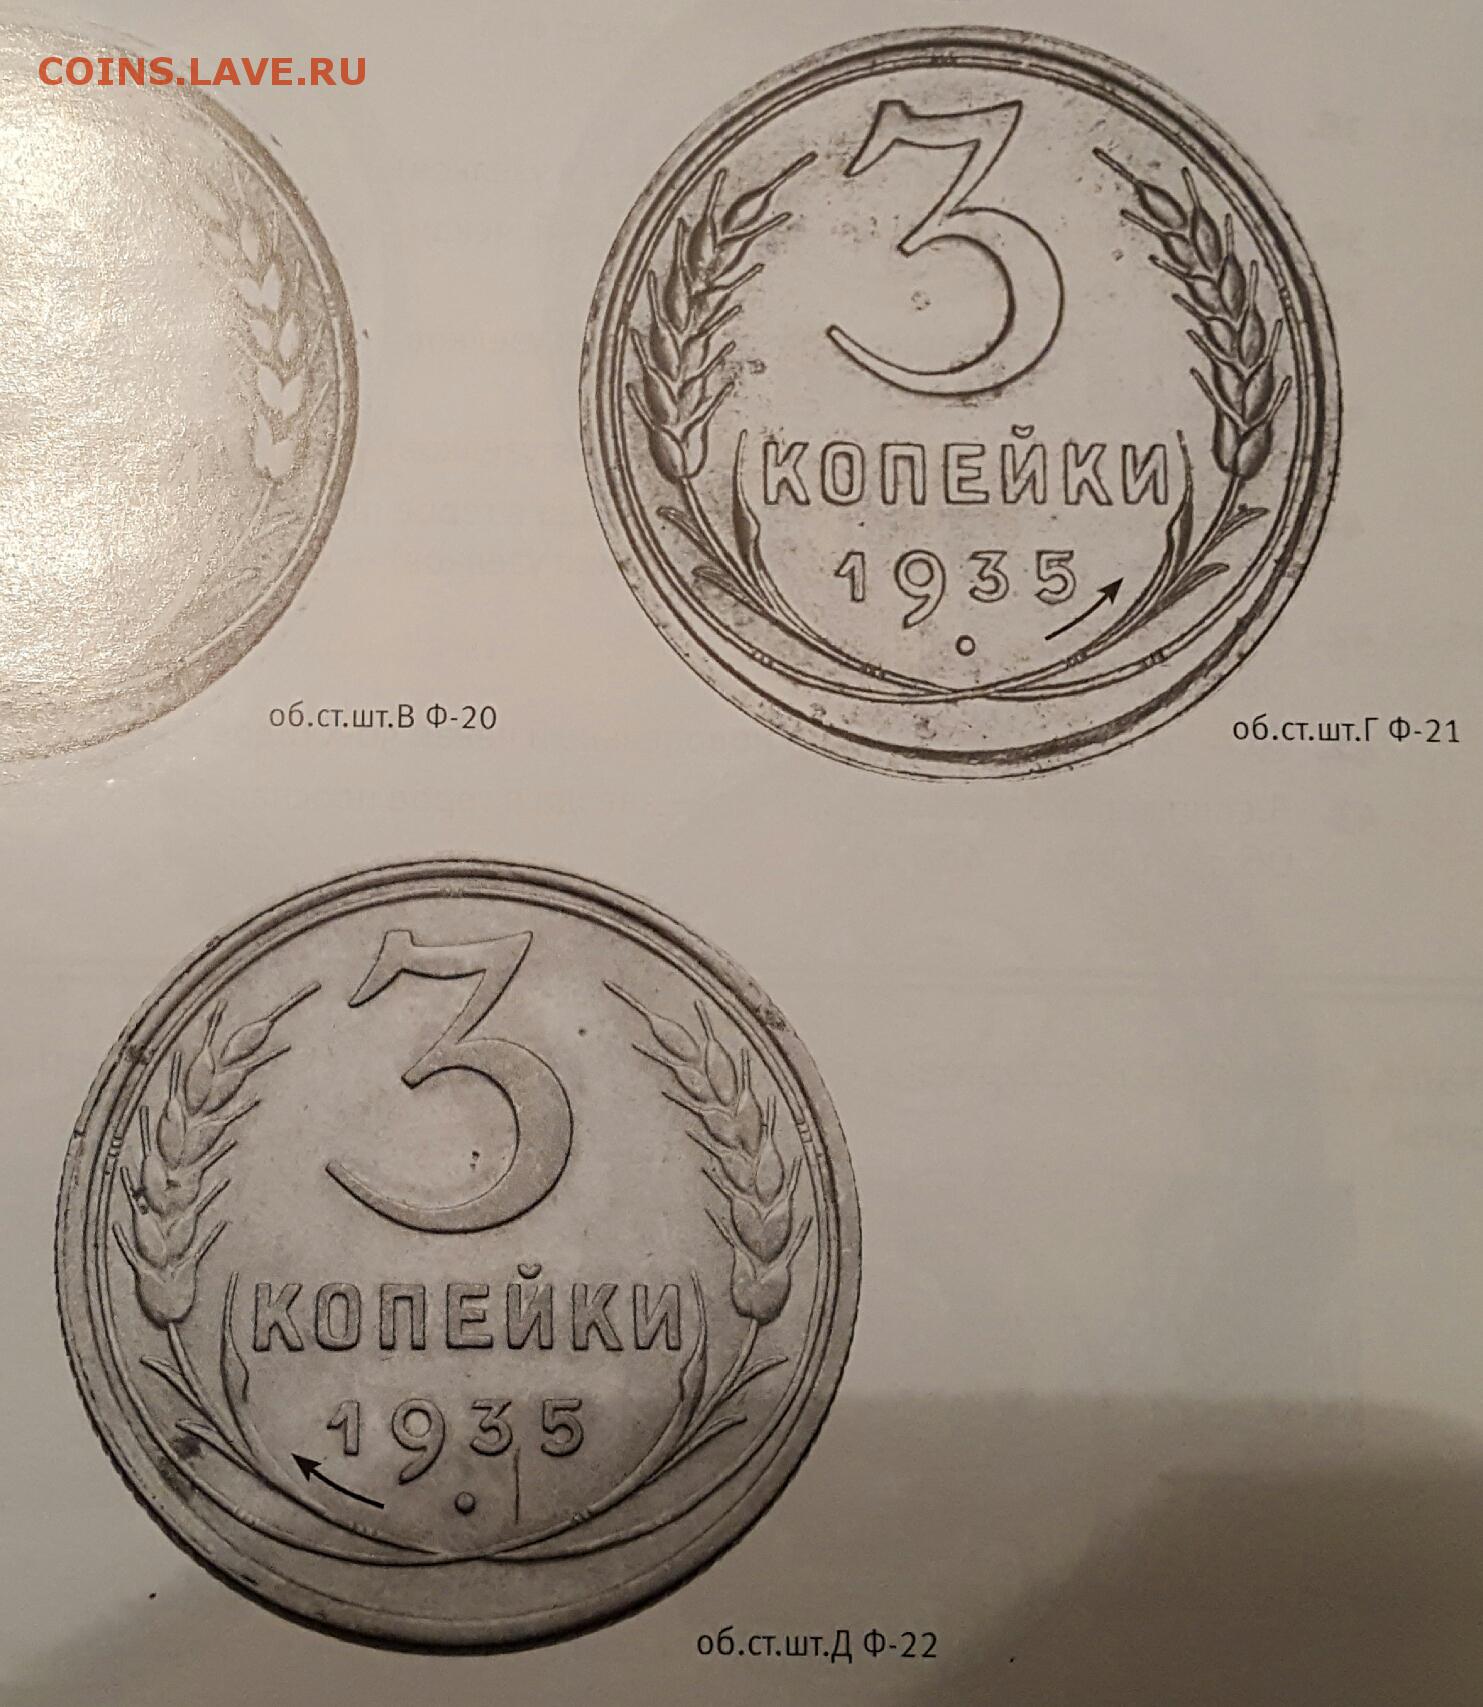 COINS.LAVE.RU
3
КОПЕЙКИ
1935
об.ст.шт.В Ф-20
об.ст.шт.Г Ф-21
3
КОПЕЙКИ
1935
об.ст.шт.Д Ф-22